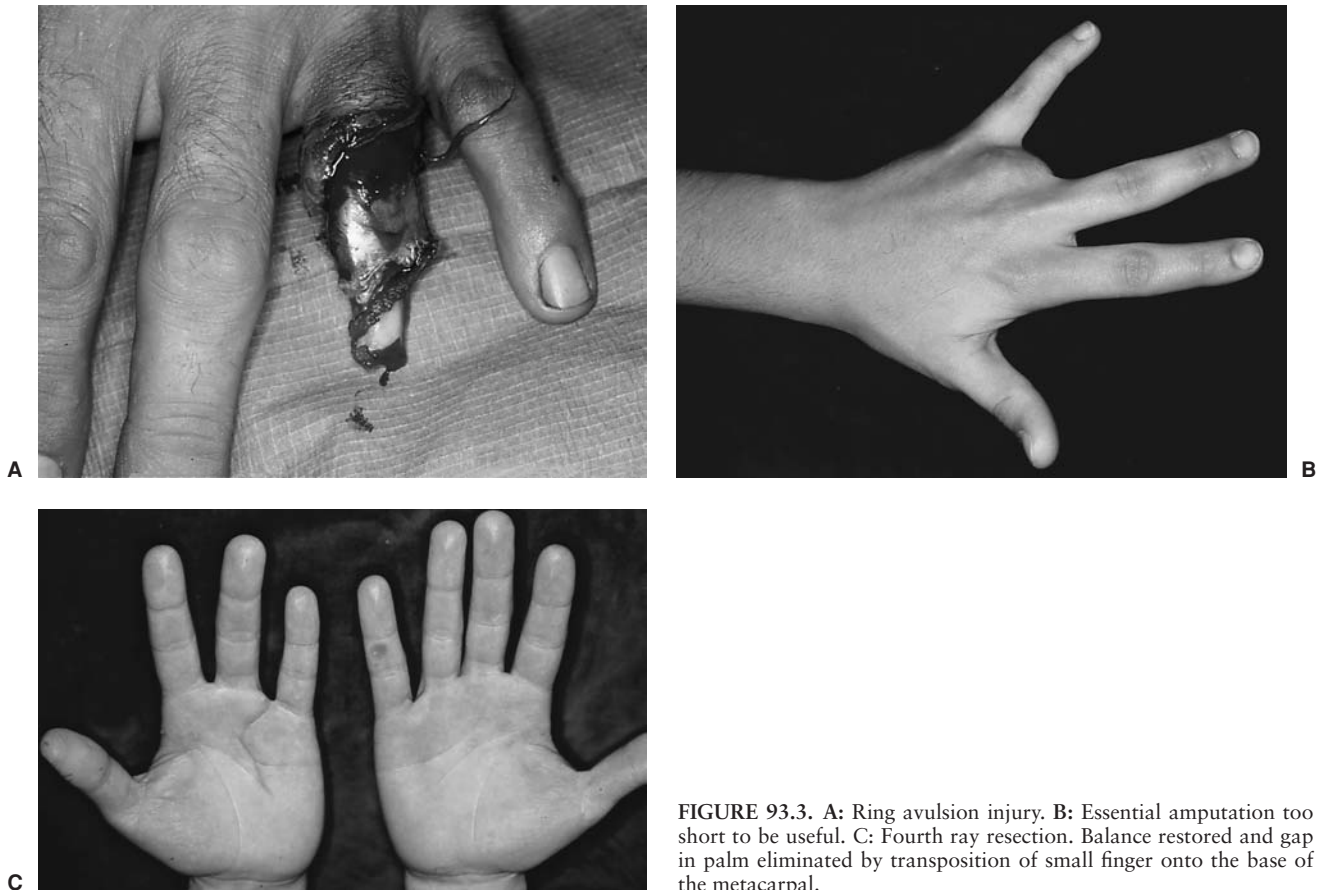 A
B
C
FIGURE 93.3. A: Ring avulsion injury. B: Essential amputation too
short to be useful. C: Fourth ray resection. Balance restored and gap
in palm eliminated by transposition of small finger onto the base of
the metacarpal.